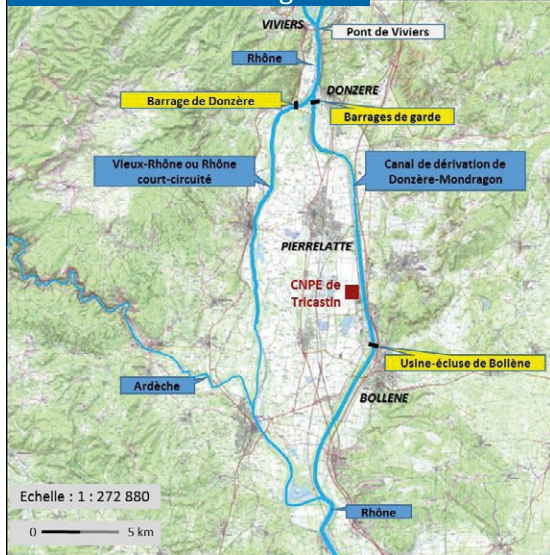 VIVIERS
Pont de Viviers
Rhône
DONZERE
Barrage de Donzère
Barrages de garde
Vieux-Rhône ou Rhône
court-circuité
Canal de dérivation de
Donzère-Mondragon
PIERRELATTE
CNPE de
Tricastin
Usine-écluse de Bollène
Ardèche
BOLLENE
Echelle : 1 : 272 880
0 5 km
Rhône